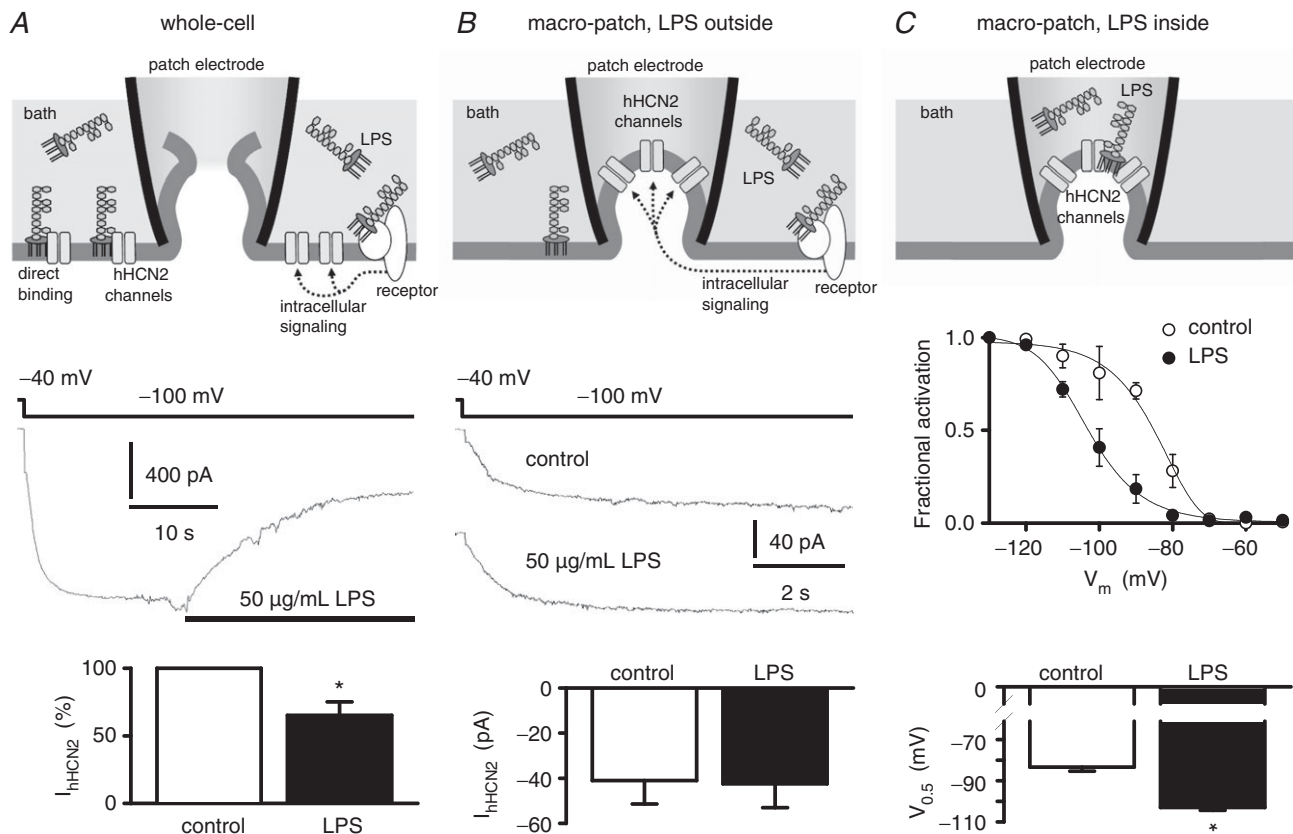 A whole-cell
patch electrode
bath
LPS
direct
binding
hHCN2
channels
intracellular
signaling
receptor
−40 mV
−100 mV
400 pA
10 s
50 µg/mL LPS
100
50
0
I hHCN2 (%)
*
control LPS
B macro-patch, LPS outside
patch electrode
hHCN2
channels
bath
LPS
intracellular
signaling
receptor
−40 mV
−100 mV
control
50 µg/mL LPS
40 pA
2 s
control LPS
0
−20
−40
−60
I hHCN2 (pA)
C macro-patch, LPS inside
patch electrode
bath
LPS
hHCN2
channels
control
LPS
1.0
0.5
0.0
Fractional activation
−120 −100 −80 −60
Vm (mV)
control LPS
0
−70
−90
−110
V0.5 (mV)
*